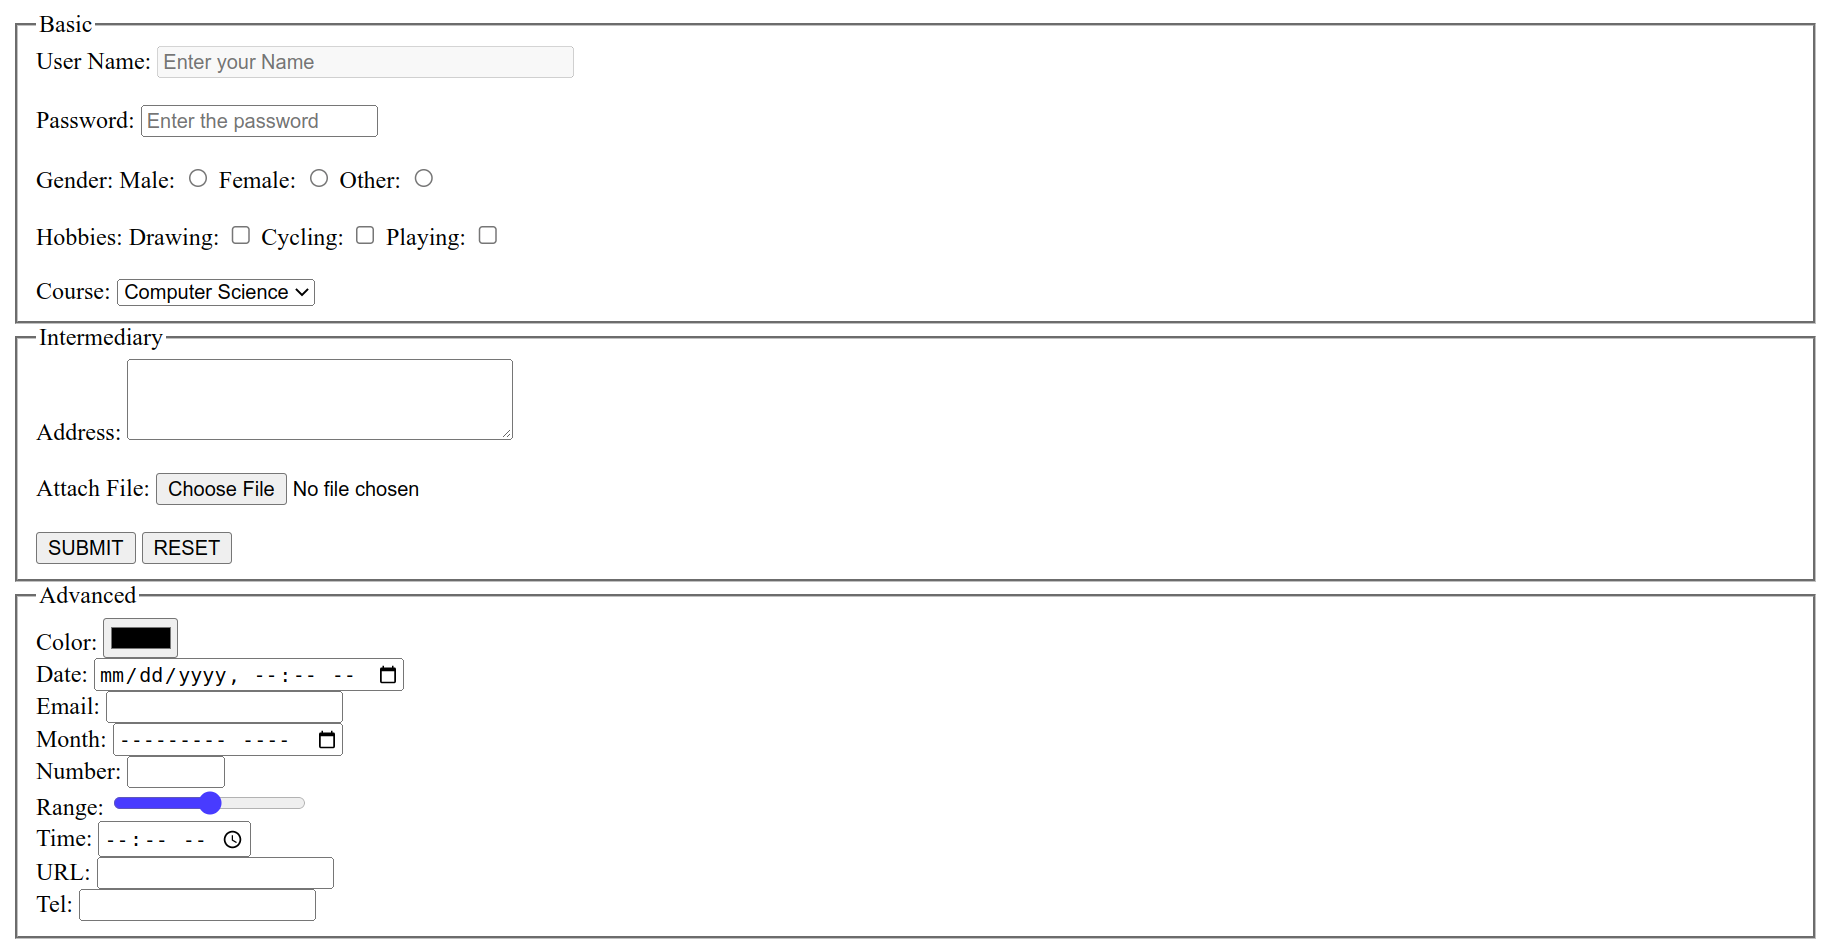 Basic
User Name: Enter your Name
Password: Enter the password
Gender: Male: Female: Other:
Hobbies: Drawing: Cycling: Playing:
Course: Computer Science
Intermediary
Address:
Attach File: Choose File No file chosen
SUBMIT RESET
Advanced
Color:
Date: mm/dd/yyyy, --:-- --
Email:
Month: --------- ----
Number:
Range:
Time: --:-- --
URL:
Tel: